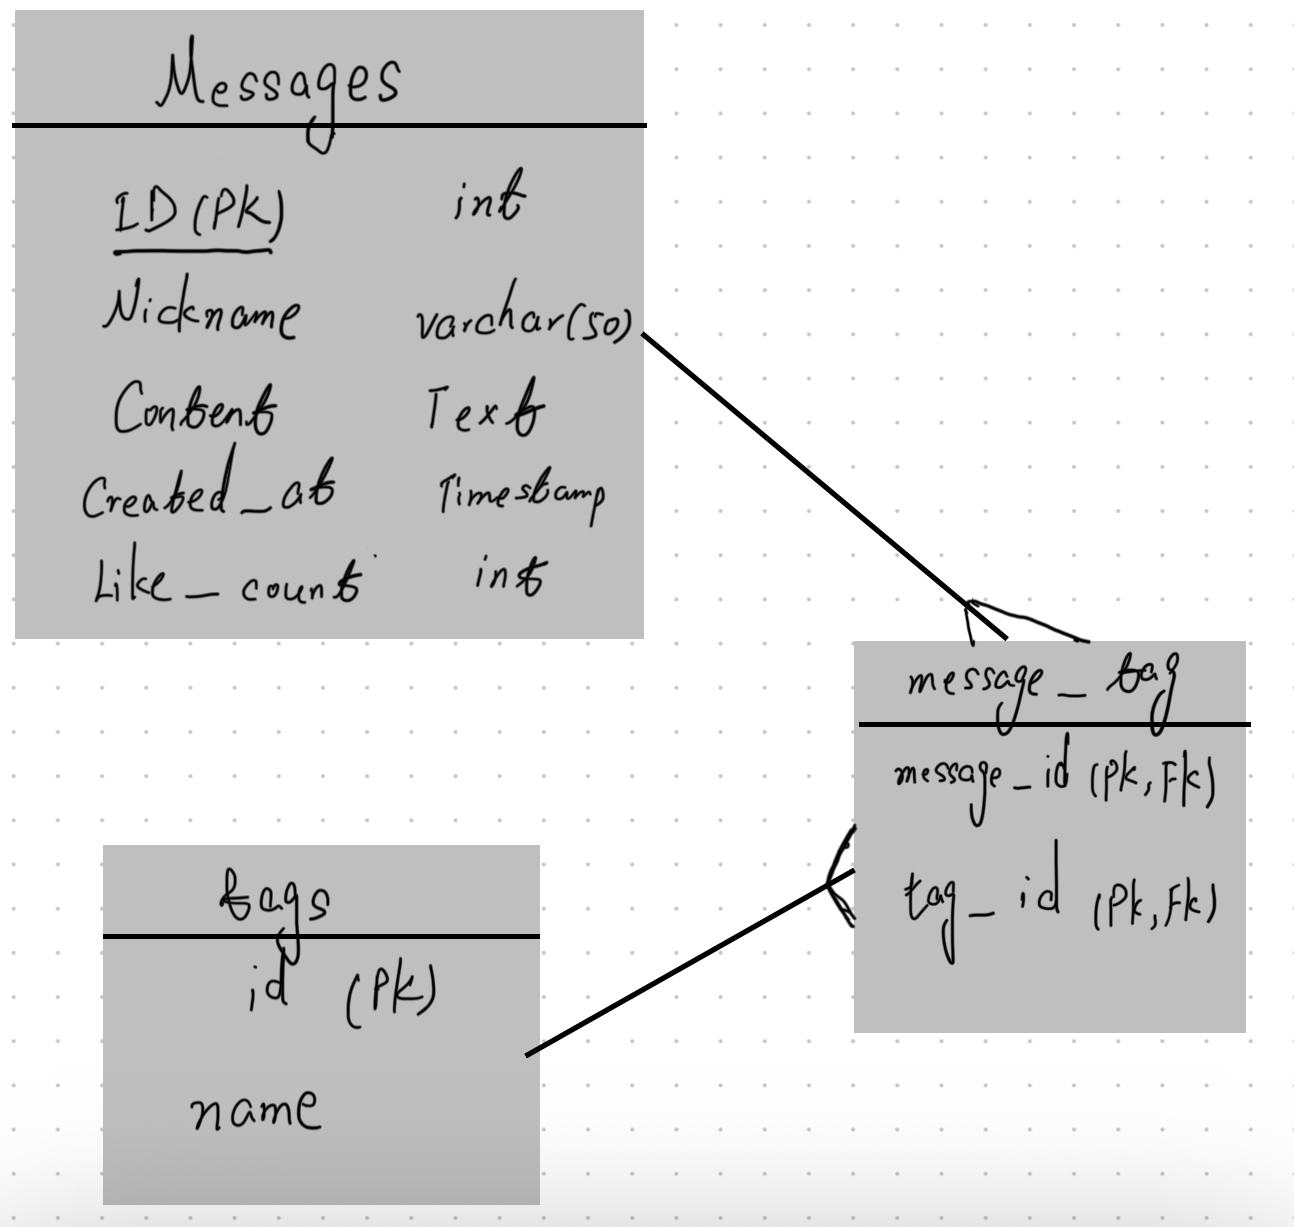 Messages
ID (PK) int
Nickname varchar(50)
Content Text
Created_at Timestamp
Like_count int
message_tag
message_id (Pk, Fk)
tag_id (Pk, Fk)
tags
id (Pk)
name